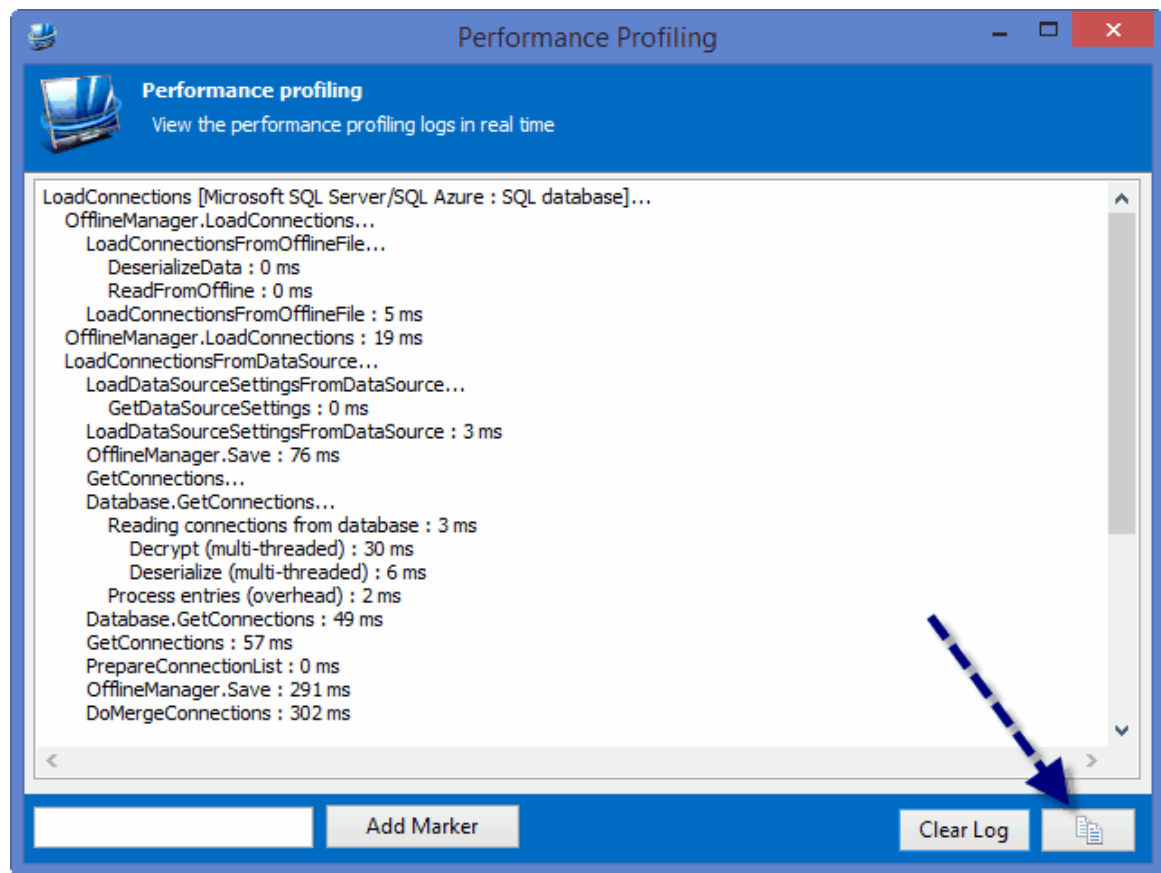 Performance Profiling
Performance profiling
View the performance profiling logs in real time
LoadConnections [Microsoft SQL Server/SQL Azure : SQL database]...
OfflineManager.LoadConnections...
LoadConnectionsFromOfflineFile...
DeserializeData : 0 ms
ReadFromOffline : 0 ms
LoadConnectionsFromOfflineFile : 5 ms
OfflineManager.LoadConnections : 19 ms
LoadConnectionsFromDataSource...
LoadDataSourceSettingsFromDataSource...
GetDataSourceSettings : 0 ms
LoadDataSourceSettingsFromDataSource : 3 ms
OfflineManager.Save : 76 ms
GetConnections...
Database.GetConnections...
Reading connections from database : 3 ms
Decrypt (multi-threaded) : 30 ms
Deserialize (multi-threaded) : 6 ms
Process entries (overhead) : 2 ms
Database.GetConnections : 49 ms
GetConnections : 57 ms
PrepareConnectionList : 0 ms
OfflineManager.Save : 291 ms
DoMergeConnections : 302 ms
Add Marker
Clear Log